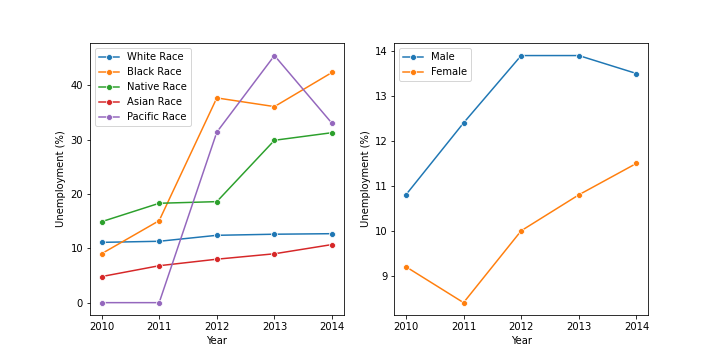 White Race
Black Race
Native Race
Asian Race
Pacific Race
Unemployment (%)
40
30
20
10
0
2010 2011 2012 2013 2014
Year
Male
Female
Unemployment (%)
14
13
12
11
10
9
2010 2011 2012 2013 2014
Year